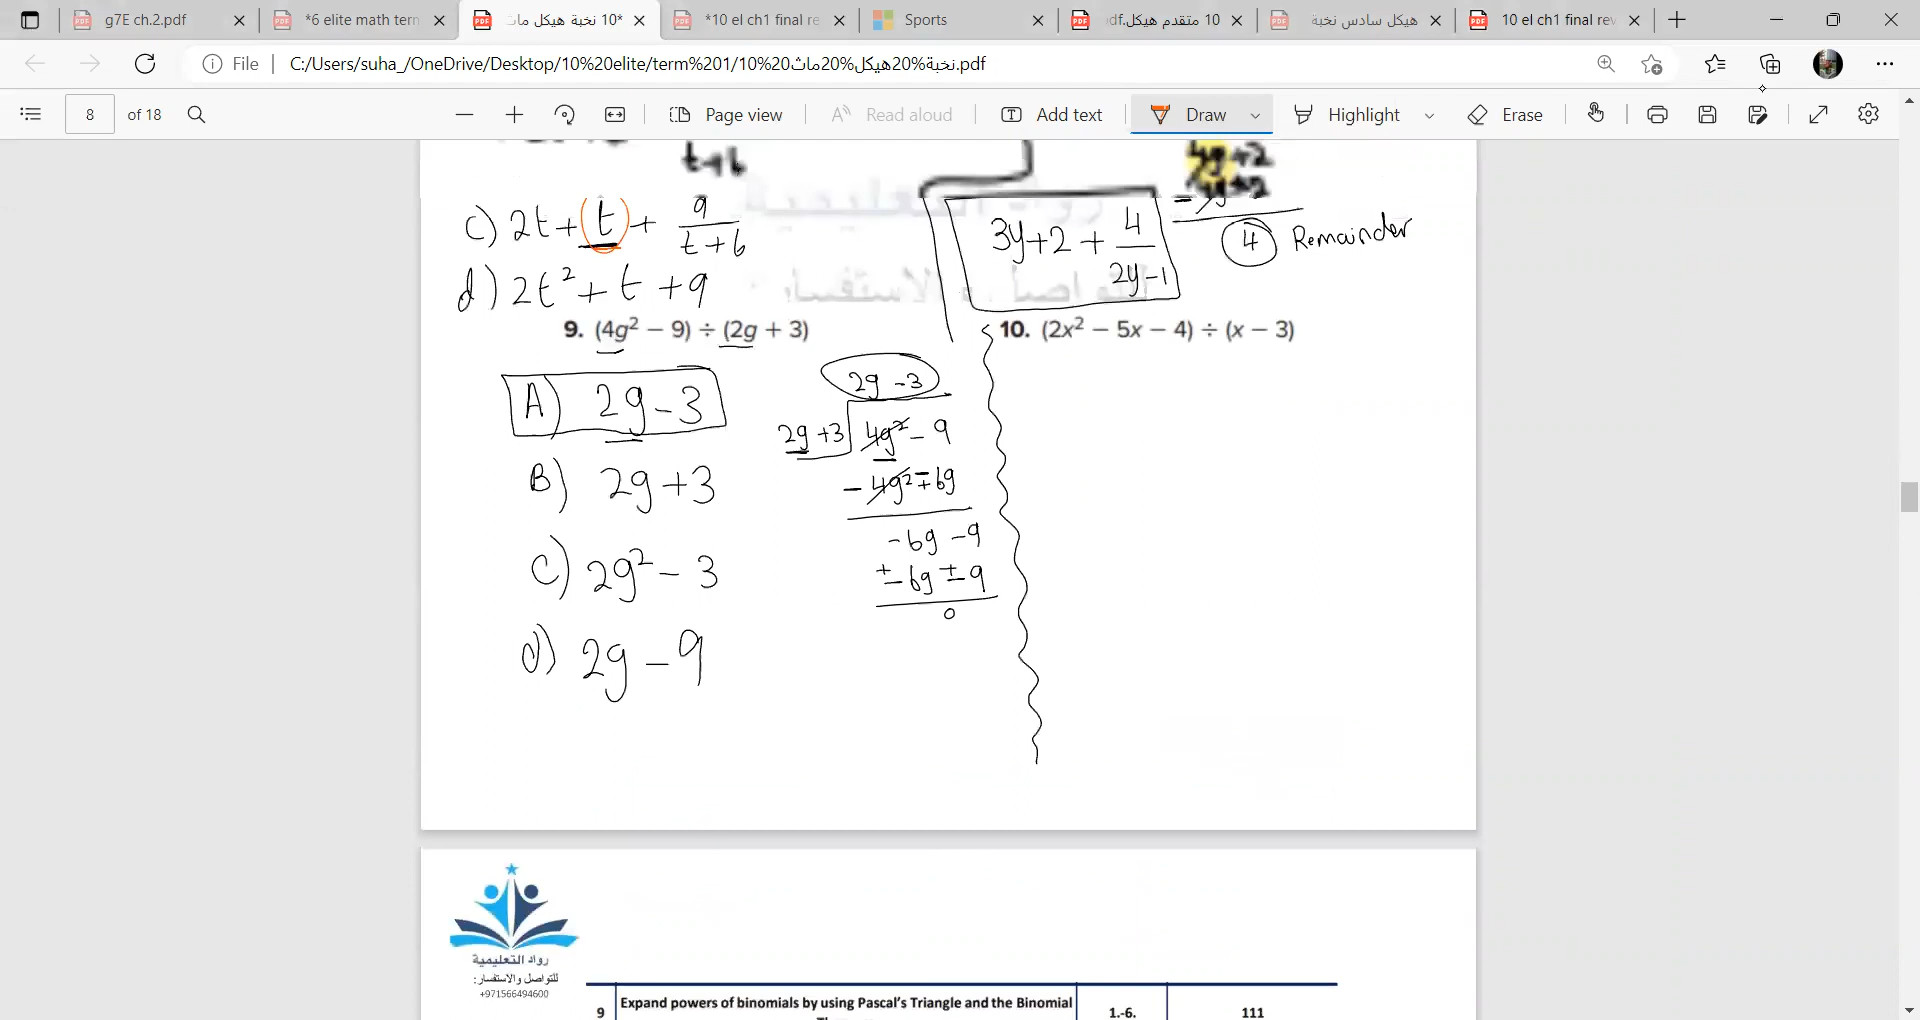 g7E ch.2.pdf
*6 elite math tern
*10 نخبة هيكل مات
*10 el ch1 final re
Sports
10 متقدم هيكل.pdf
هيكل سادس نخبة
10 el ch1 final rev
File
C:/Users/suha_/OneDrive/Desktop/10%20elite/term%201/10%20نخبة%20هيكل%20ماث.pdf
8 of 18
Page view
Read aloud
Add text
Draw
Highlight
Erase
t+6
4y+2
c) 2t + t + 9/(t+6)
3y+2 + 4/(2y-1)
4 Remainder
d) 2t² + t + 9
للتواصل والاستفسار:
9. (4g² − 9) ÷ (2g + 3)
10. (2x² − 5x − 4) ÷ (x − 3)
A) 2g - 3
B) 2g + 3
C) 2g² - 3
d) 2g - 9
2g - 3
2g + 3 4g² - 9
- 4g² ∓ 6g
- 6g - 9
± 6g ± 9
0
رواد التعليمية
للتواصل والاستفسار:
+971566494600
9 Expand powers of binomials by using Pascal's Triangle and the Binomial 1.-6. 111